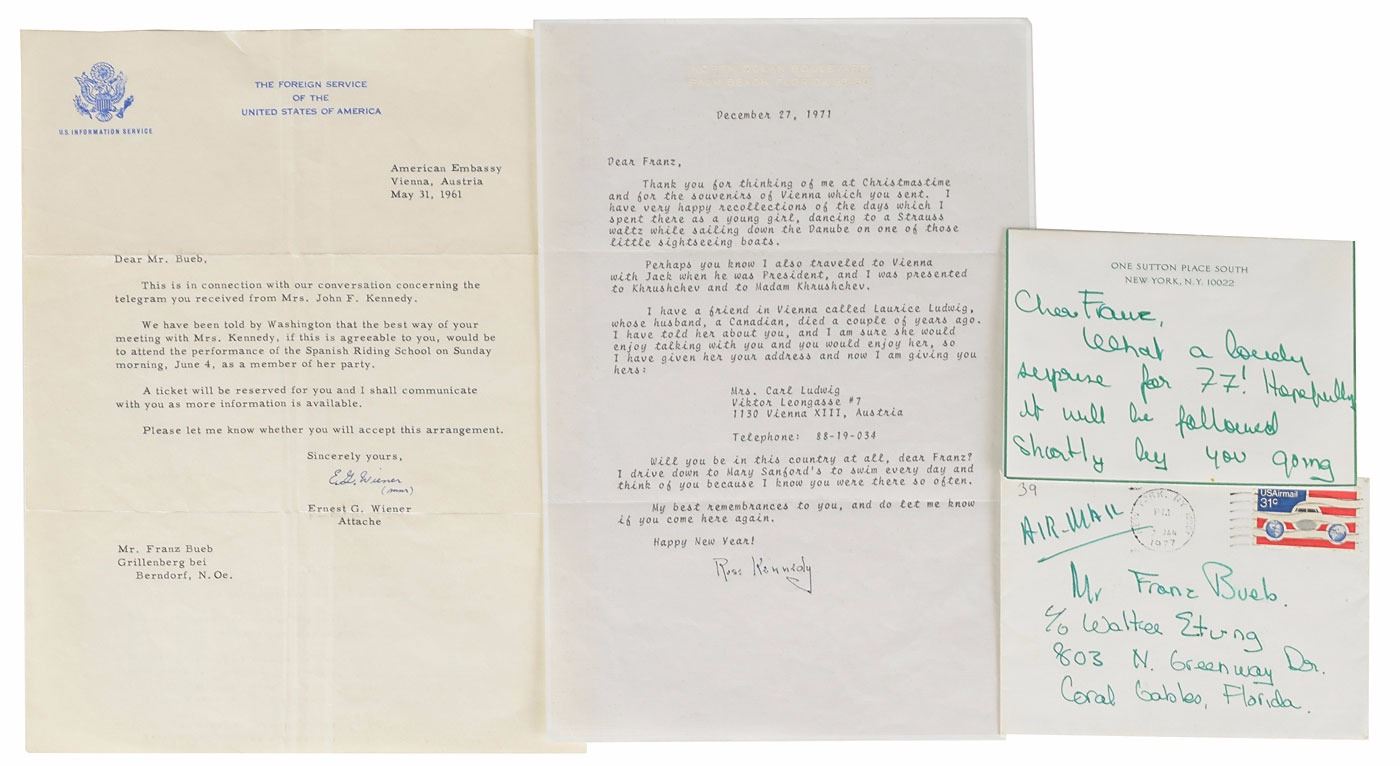 U.S. INFORMATION SERVICE
THE FOREIGN SERVICE
OF THE
UNITED STATES OF AMERICA
American Embassy
Vienna, Austria
May 31, 1961
Dear Mr. Bueb,
This is in connection with our conversation concerning the
telegram you received from Mrs. John F. Kennedy.
We have been told by Washington that the best way of your
meeting with Mrs. Kennedy, if this is agreeable to you, would be
to attend the performance of the Spanish Riding School on Sunday
morning, June 4, as a member of her party.
A ticket will be reserved for you and I shall communicate
with you as more information is available.
Please let me know whether you will accept this arrangement.
Sincerely yours,
E.G. Wiener
Ernest G. Wiener
Attache
Mr. Franz Bueb
Grillenberg bei
Berndorf, N. Oe.
December 27, 1971
Dear Franz,
Thank you for thinking of me at Christmastime
and for the souvenirs of Vienna which you sent. I
have very happy recollections of the days which I
spent there as a young girl, dancing to a Strauss
waltz while sailing down the Danube on one of those
little sightseeing boats.
Perhaps you know I also traveled to Vienna
with Jack when he was President, and I was presented
to Khrushchev and to Madam Khrushchev.
I have a friend in Vienna called Laurice Ludwig,
whose husband, a Canadian, died a couple of years ago.
I have told her about you, and I am sure she would
enjoy talking with you and you would enjoy her, so
I have given her your address and now I am giving you
hers:
Mrs. Carl Ludwig
Viktor Leongasse #7
1130 Vienna XIII, Austria
Telephone: 88-19-034
Will you be in this country at all, dear Franz?
I drive down to Mary Sanford's to swim every day and
think of you because I know you were there so often.
My best remembrances to you, and do let me know
if you come here again.
Happy New Year!
Rose Kennedy
ONE SUTTON PLACE SOUTH
NEW YORK, N.Y. 10022
Cher Franz,
What a lovely
surprise for 77! Hopefully
it will be followed
shortly by you going
39
AIR-MAIL
PM
JAN
1977
USAirmail
31c
Mr Franz Bueb.
c/o Walter Etling
803 N. Greenway Dr.
Coral Gables, Florida.